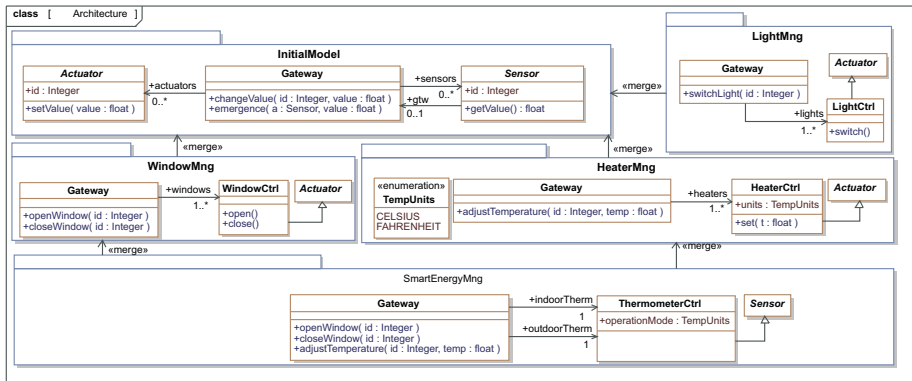 class [ Architecture ]
InitialModel
Actuator
+id : Integer
+setValue( value : float )
+actuators
0..*
Gateway
+changeValue( id : Integer, value : float )
+emergence( a : Sensor, value : float )
+sensors
0..*
+gtw
0..1
Sensor
+id : Integer
+getValue() : float
«merge»
LightMng
Gateway
+switchLight( id : Integer )
Actuator
+lights
1..*
LightCtrl
+switch()
«merge»
«merge»
WindowMng
Gateway
+openWindow( id : Integer )
+closeWindow( id : Integer )
+windows
1..*
WindowCtrl
+open()
+close()
Actuator
HeaterMng
«enumeration»
TempUnits
CELSIUS
FAHRENHEIT
Gateway
+adjustTemperature( id : Integer, temp : float )
+heaters
1..*
HeaterCtrl
+units : TempUnits
+set( t : float )
Actuator
«merge»
«merge»
SmartEnergyMng
Gateway
+openWindow( id : Integer )
+closeWindow( id : Integer )
+adjustTemperature( id : Integer, temp : float )
+indoorTherm
1
+outdoorTherm
1
ThermometerCtrl
+operationMode : TempUnits
Sensor